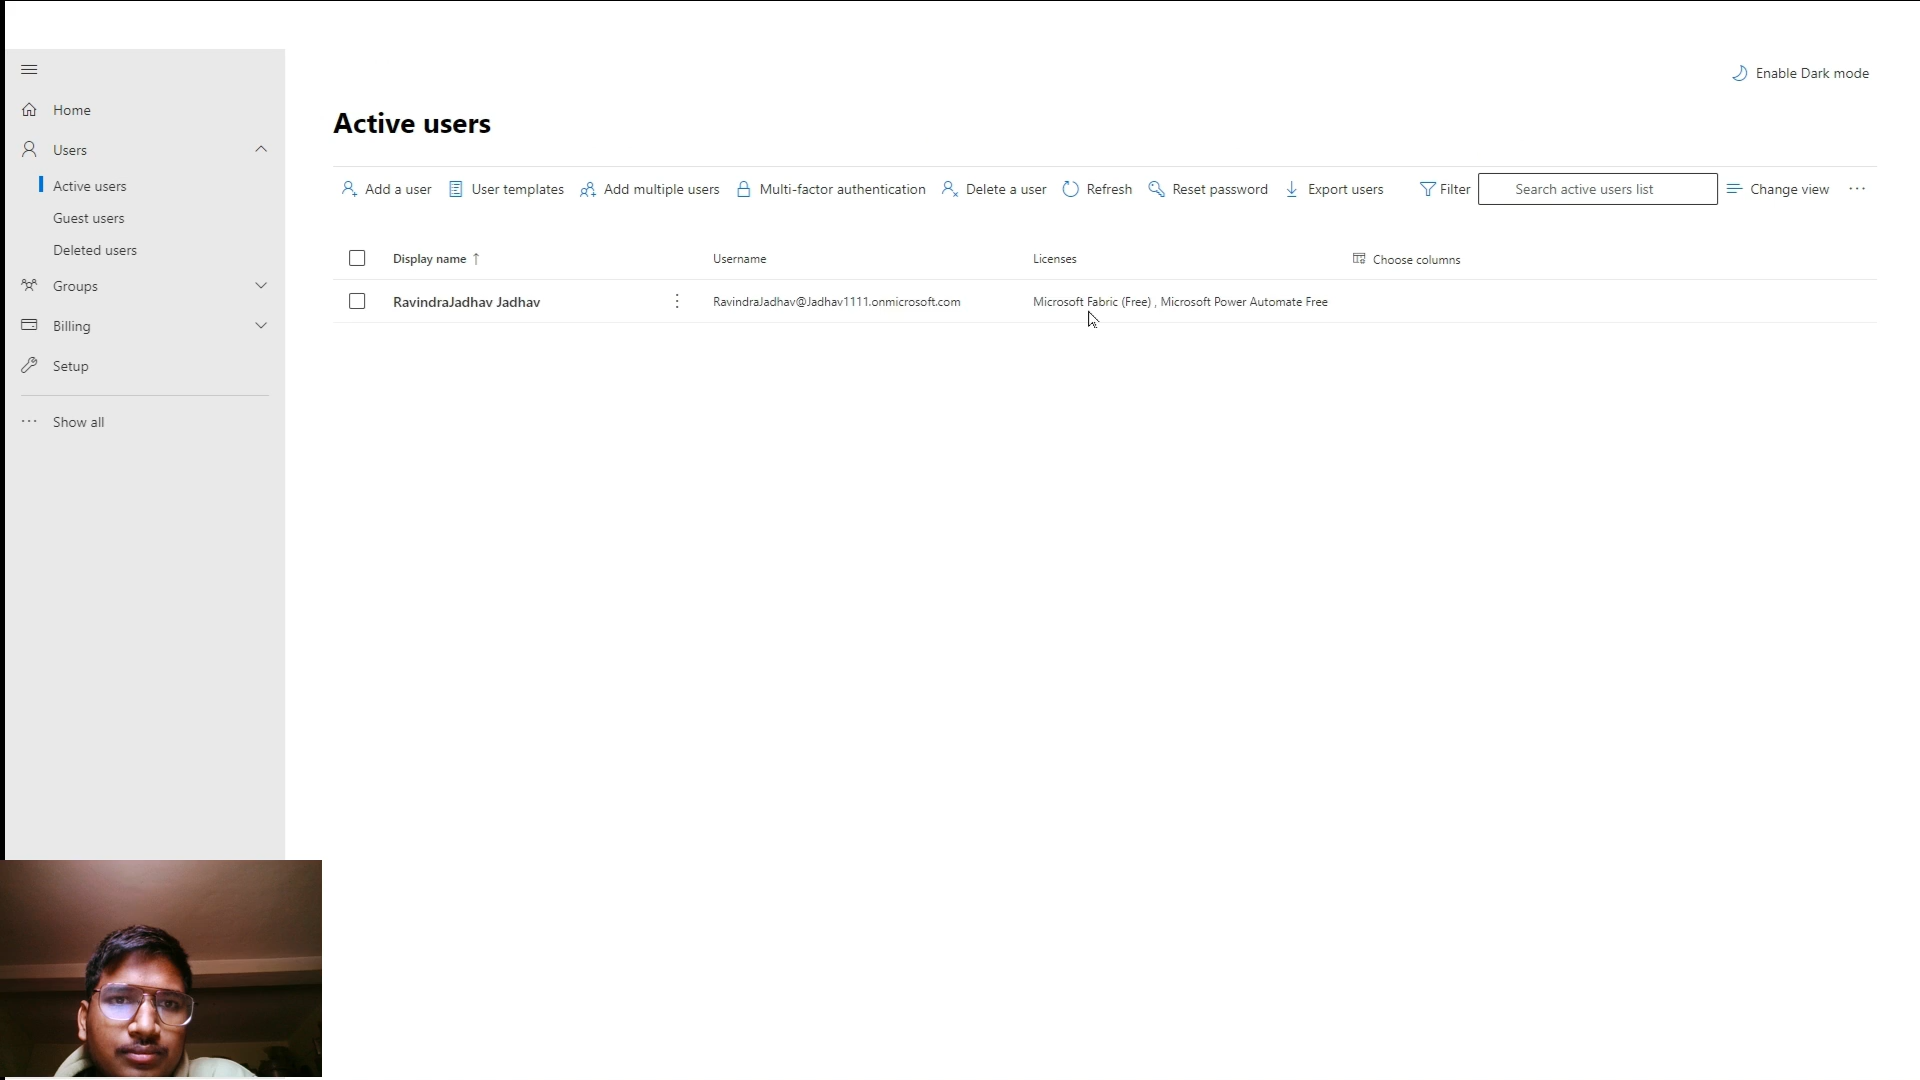 Enable Dark mode
Home
Users
Active users
Guest users
Deleted users
Groups
Billing
Setup
Show all
Active users
Add a user User templates Add multiple users Multi-factor authentication Delete a user Refresh Reset password Export users Filter Search active users list Change view
Display name ↑ Username Licenses Choose columns
RavindraJadhav Jadhav RavindraJadhav@Jadhav1111.onmicrosoft.com Microsoft Fabric (Free) , Microsoft Power Automate Free